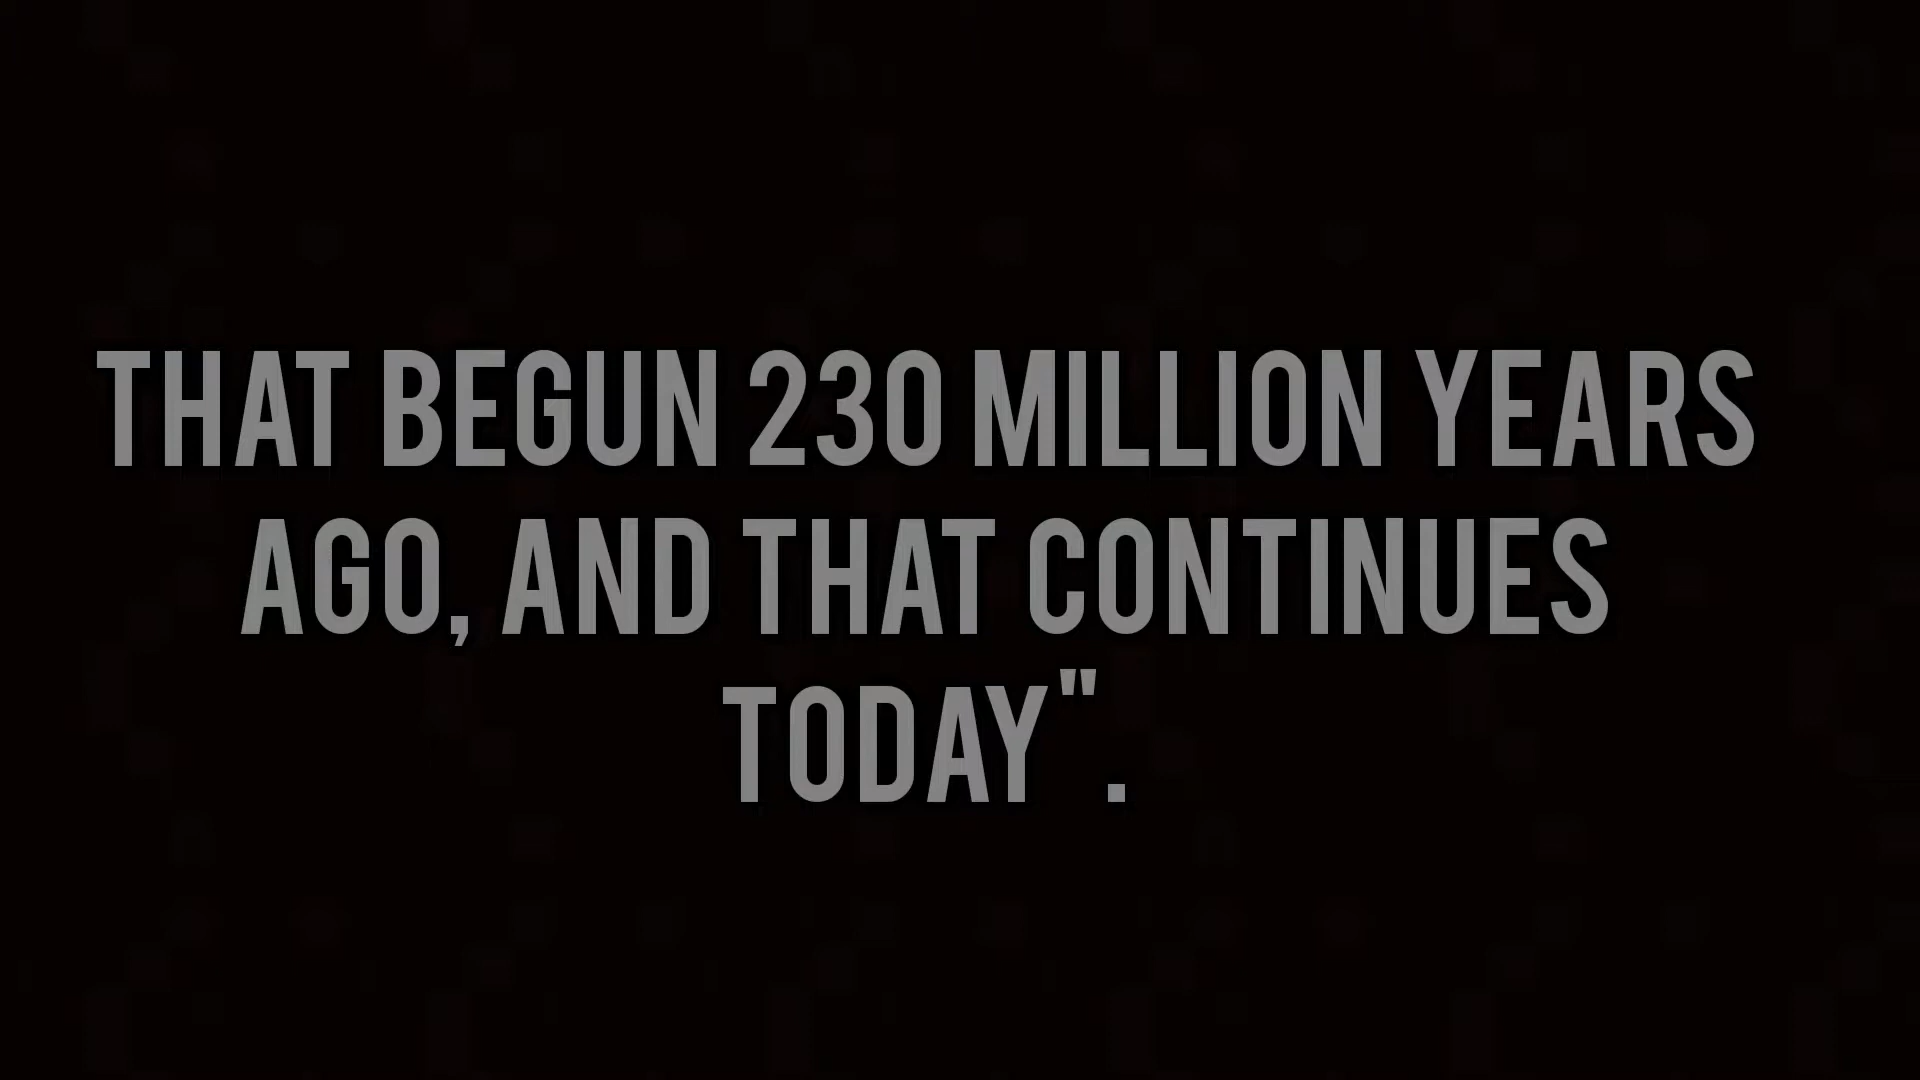 THAT BEGUN 230 MILLION YEARS
AGO, AND THAT CONTINUES
TODAY".